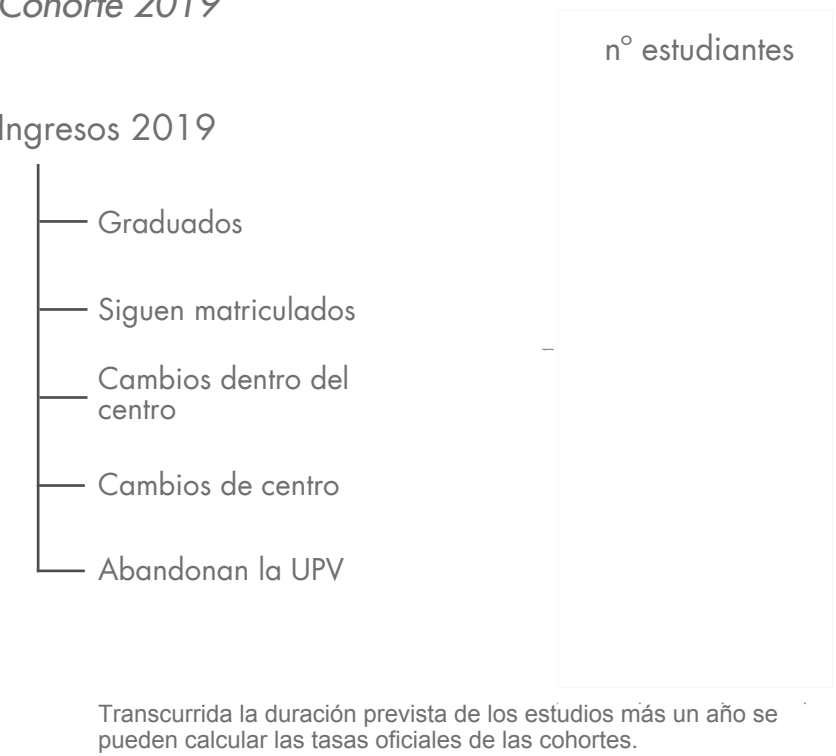 Cohorte 2019
nº estudiantes
Ingresos 2019
Graduados
Siguen matriculados
Cambios dentro del
centro
Cambios de centro
Abandonan la UPV
Transcurrida la duración prevista de los estudios más un año se
pueden calcular las tasas oficiales de las cohortes.